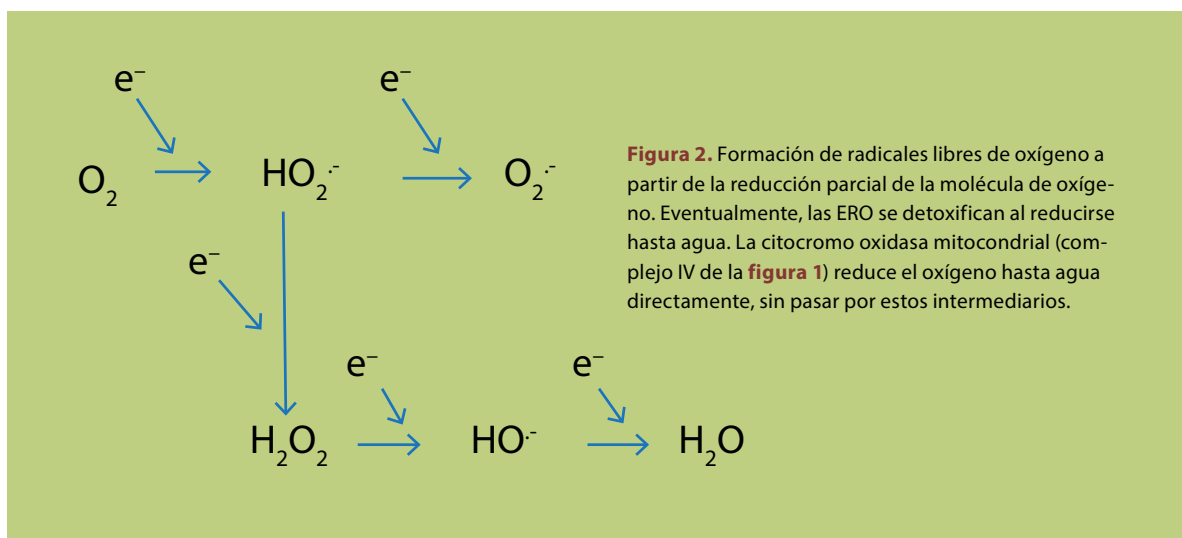 e⁻ e⁻
O₂ HO₂·⁻ O₂·⁻
e⁻
e⁻ e⁻
H₂O₂ HO·⁻ H₂O
Figura 2. Formación de radicales libres de oxígeno a
partir de la reducción parcial de la molécula de oxíge-
no. Eventualmente, las ERO se detoxifican al reducirse
hasta agua. La citocromo oxidasa mitocondrial (com-
plejo IV de la figura 1) reduce el oxígeno hasta agua
directamente, sin pasar por estos intermediarios.